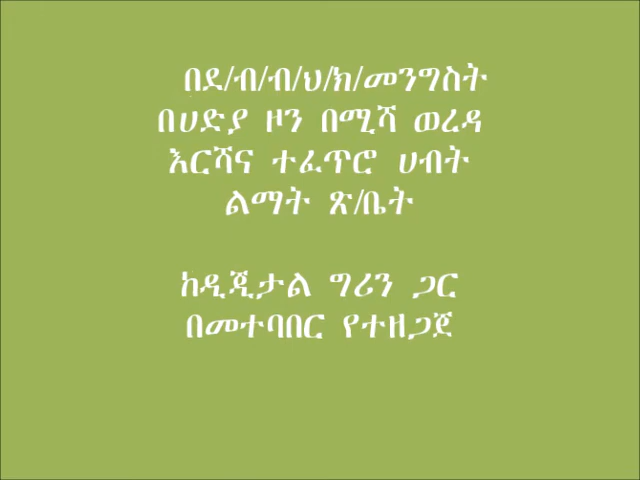 በደ/ብ/ብ/ህ/ክ/መንግስት
በሀድያ ዞን በሚሻ ወረዳ
እርሻና ተፈጥሮ ሀብት
ልማት ጽ/ቤት
ከዲጂታል ግሪን ጋር
በመተባበር የተዘጋጀ